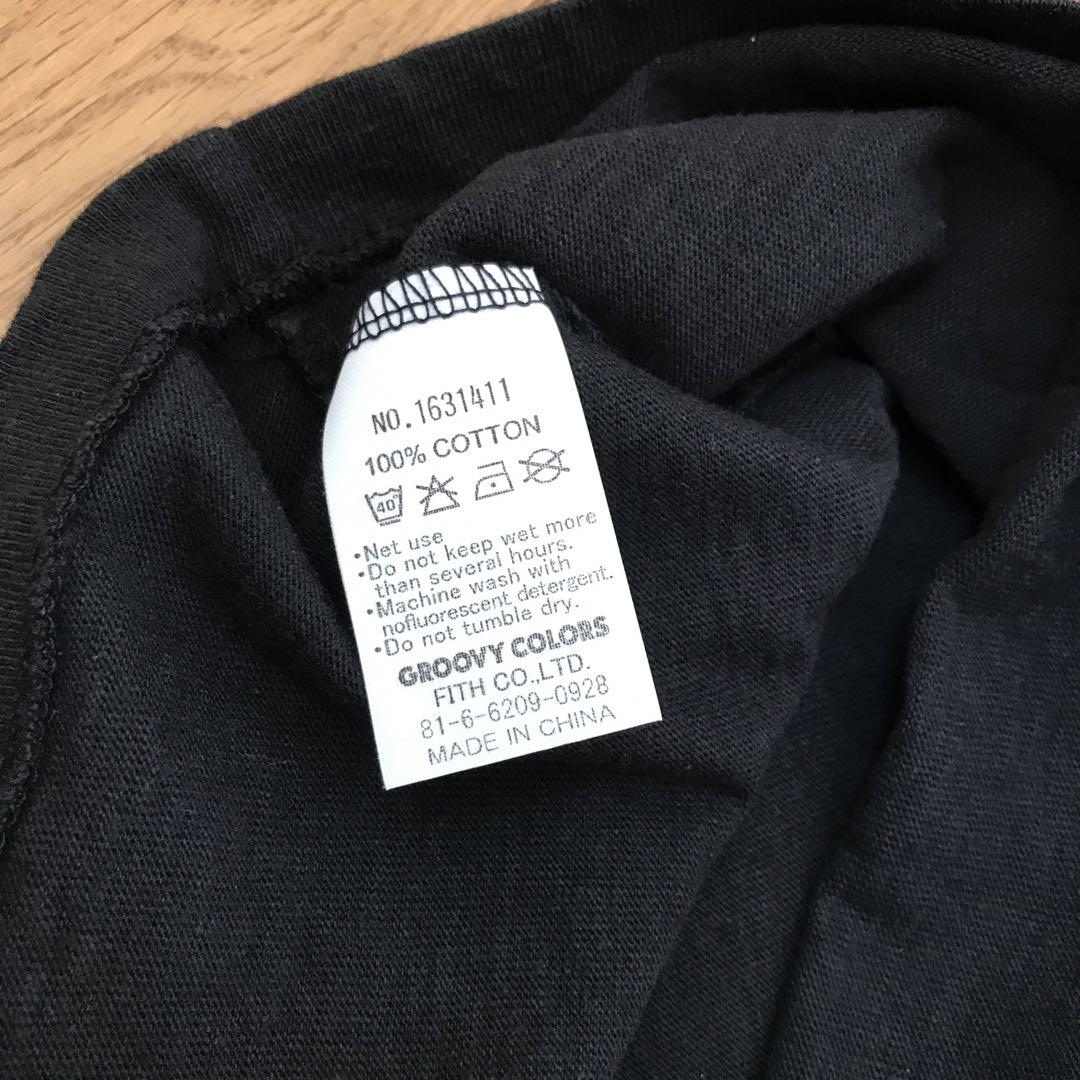 NO.1631411
100% COTTON
40°
•Net use
•Do not keep wet more
than several hours.
•Machine wash with
nofluorescent detergent.
•Do not tumble dry.
GROOVY COLORS
FITH CO.,LTD.
81-6-6209-0928
MADE IN CHINA